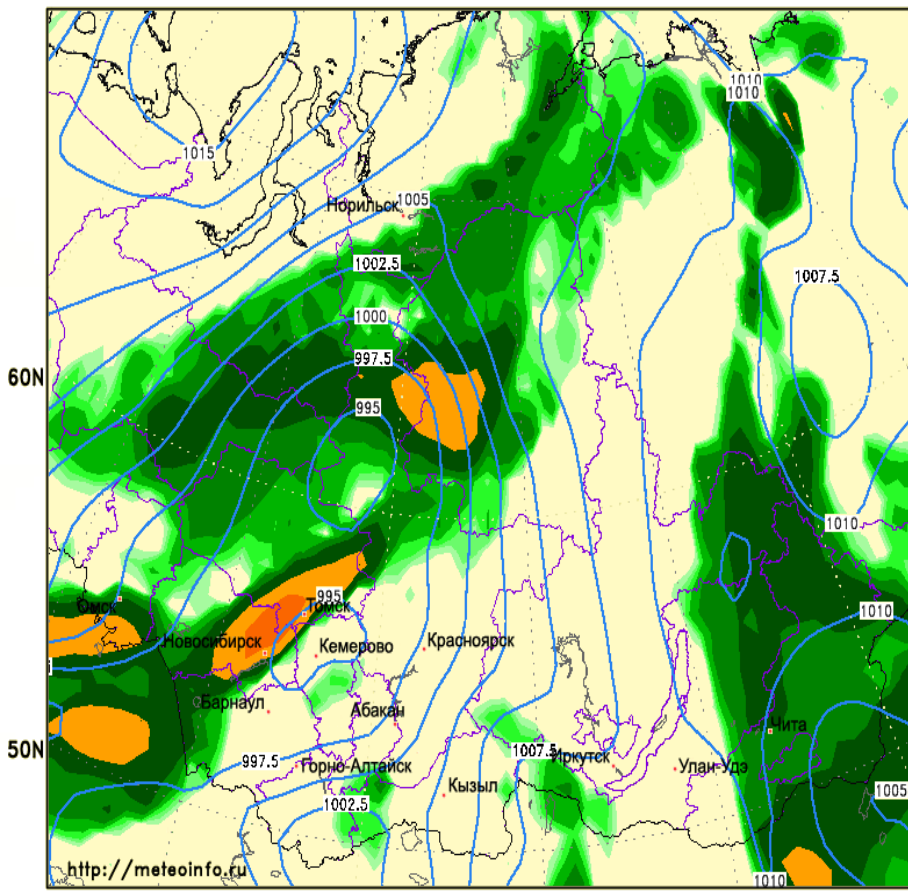 1010
1010
1015
Норильск
1005
1002.5
1007.5
1000
997.5
60N
995
1010
995
Омск
Томск
1010
Новосибирск
Кемерово
Красноярск
Барнаул
Абакан
Чита
50N
997.5
Горно-Алтайск
1007.5
Иркутск
Улан-Удэ
Кызыл
1005
1002.5
http://meteoinfo.ru
1010